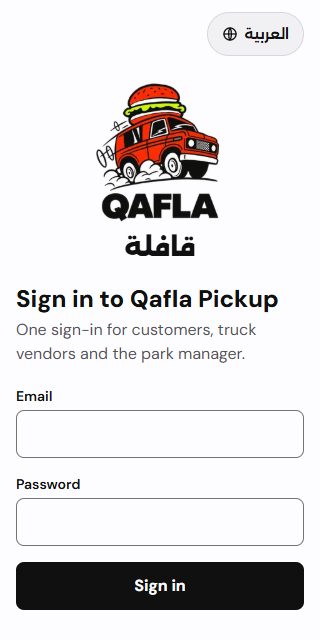 العربية
QAFLA
قافلة
Sign in to Qafla Pickup
One sign-in for customers, truck
vendors and the park manager.
Email
Password
Sign in